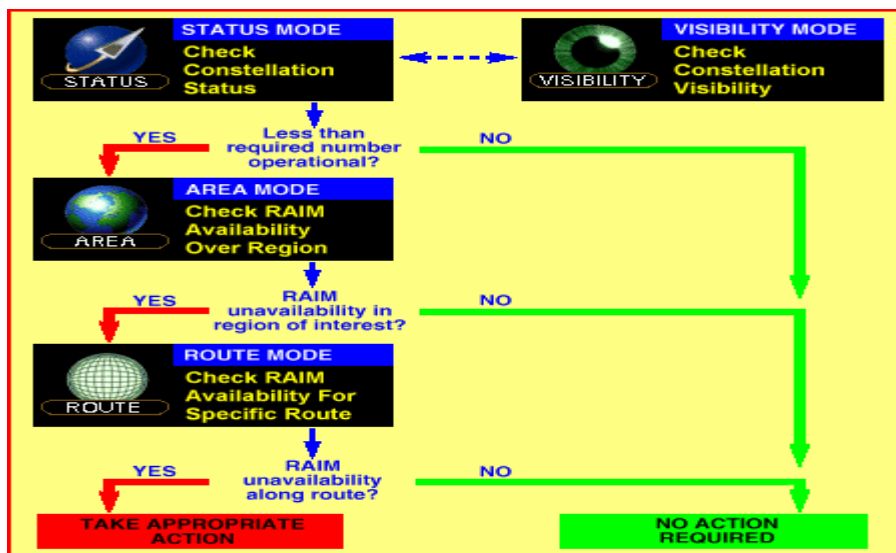 STATUS MODE
Check
Constellation
Status
STATUS
VISIBILITY MODE
Check
Constellation
Visibility
VISIBILITY
Less than
required number
operational?
YES
NO
AREA MODE
Check RAIM
Availability
Over Region
AREA
RAIM
unavailability in
region of interest?
YES
NO
ROUTE MODE
Check RAIM
Availability For
Specific Route
ROUTE
RAIM
unavailability
along route?
YES
NO
TAKE APPROPRIATE
ACTION
NO ACTION
REQUIRED